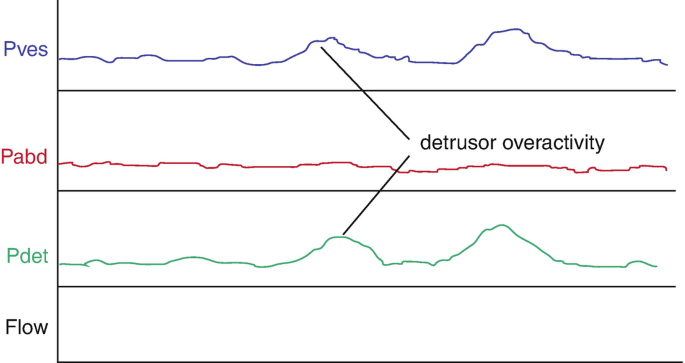 Pves
detrusor overactivity
Pabd
Pdet
Flow